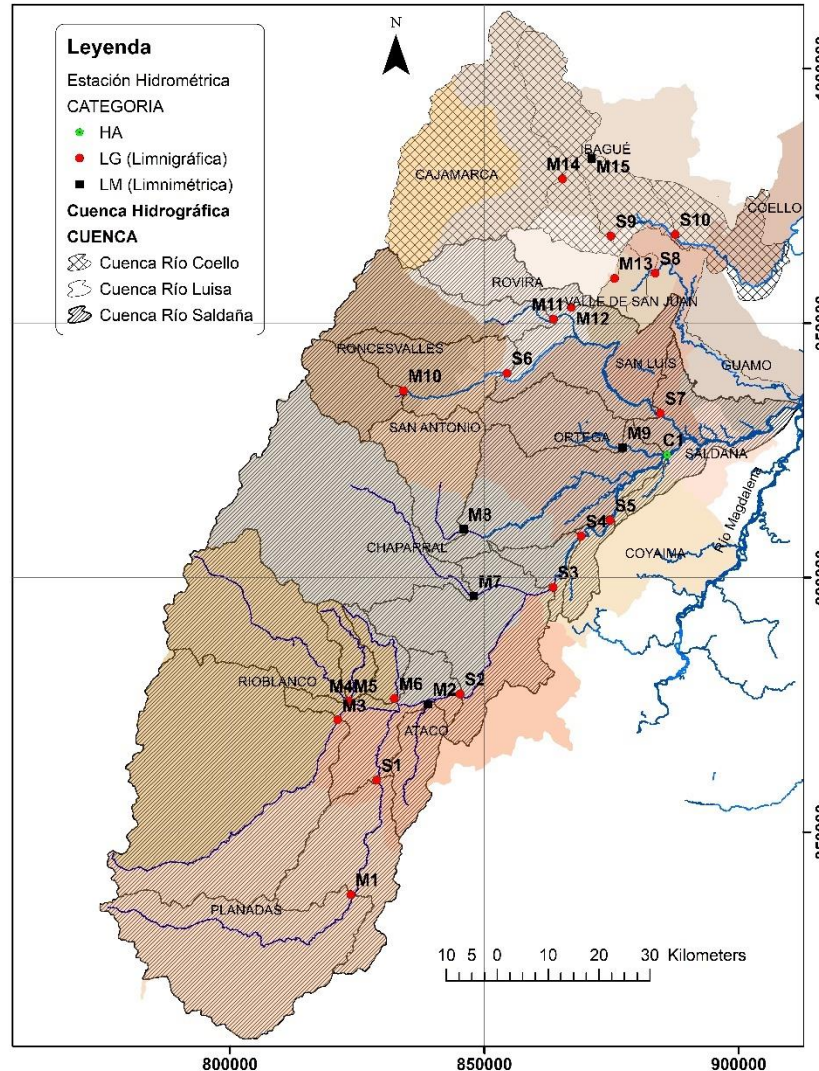 N
Leyenda
Estación Hidrométrica
CATEGORIA
HA
LG (Limnigráfica)
LM (Limnimétrica)
Cuenca Hidrográfica
CUENCA
Cuenca Río Coello
Cuenca Río Luisa
Cuenca Río Saldaña
IBAGUÉ
M14
M15
CAJAMARCA
COELLO
S9
S10
M13
S8
ROVIRA
VALLE DE SAN JUAN
M11
M12
RONCESVALLES
SAN LUIS
GUAMO
S6
M10
S7
SAN ANTONIO
ORTEGA
M9
C1
SALDAÑA
Río Magdalena
M8
S5
S4
CHAPARRAL
COYAIMA
M7
S3
RIOBLANCO
M4
M5
M6
S2
M2
M3
ATACO
S1
M1
PLANADAS
10 5 0 10 20 30 Kilometers
800000
850000
900000